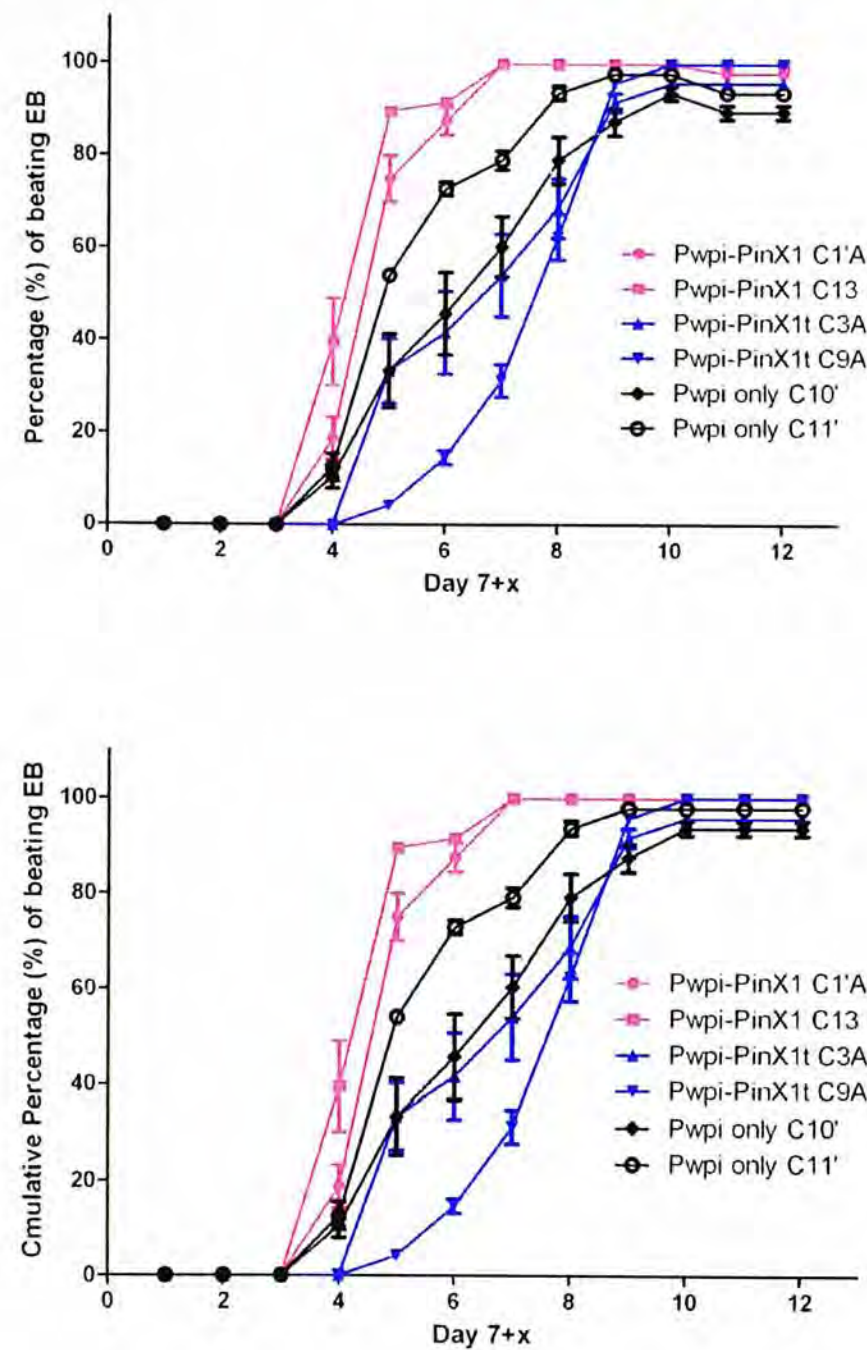 Percentage (%) of beating EB
100
80
60
40
20
0
0 2 4 6 8 10 12
Day 7+x
Pwpi-PinX1 C1'A
Pwpi-PinX1 C13
Pwpi-PinX1t C3A
Pwpi-PinX1t C9A
Pwpi only C10'
Pwpi only C11'
Cmulative Percentage (%) of beating EB
100
80
60
40
20
0
0 2 4 6 8 10 12
Day 7+x
Pwpi-PinX1 C1'A
Pwpi-PinX1 C13
Pwpi-PinX1t C3A
Pwpi-PinX1t C9A
Pwpi only C10'
Pwpi only C11'